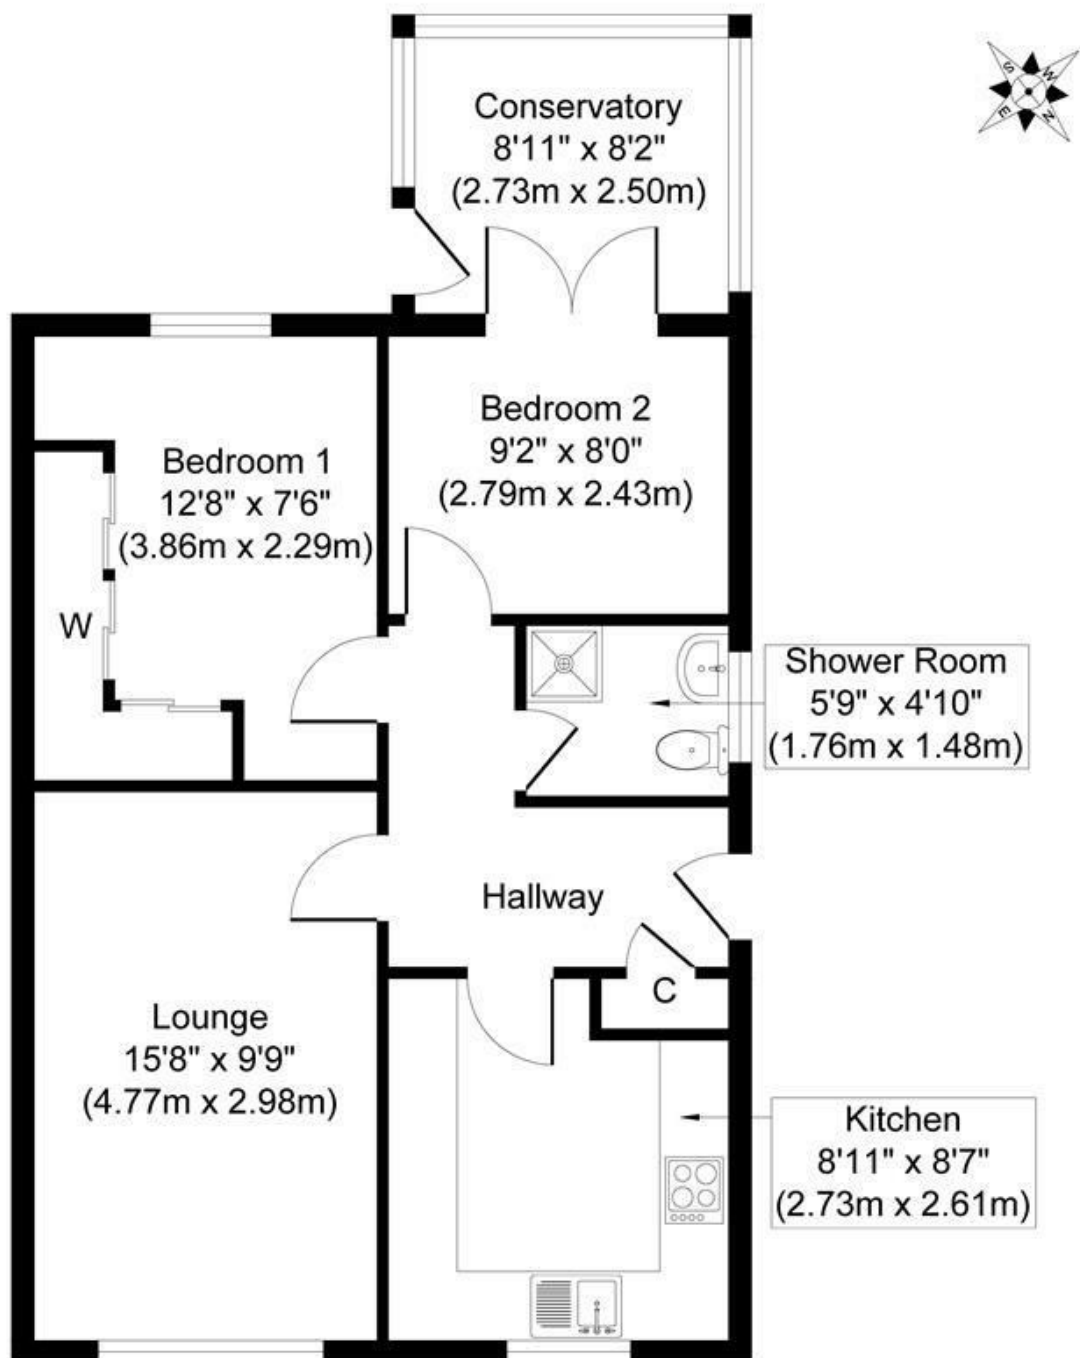 Conservatory
8'11" x 8'2"
(2.73m x 2.50m)
S
W
E
N
Bedroom 2
9'2" x 8'0"
(2.79m x 2.43m)
Bedroom 1
12'8" x 7'6"
(3.86m x 2.29m)
W
Shower Room
5'9" x 4'10"
(1.76m x 1.48m)
Hallway
C
Lounge
15'8" x 9'9"
(4.77m x 2.98m)
Kitchen
8'11" x 8'7"
(2.73m x 2.61m)